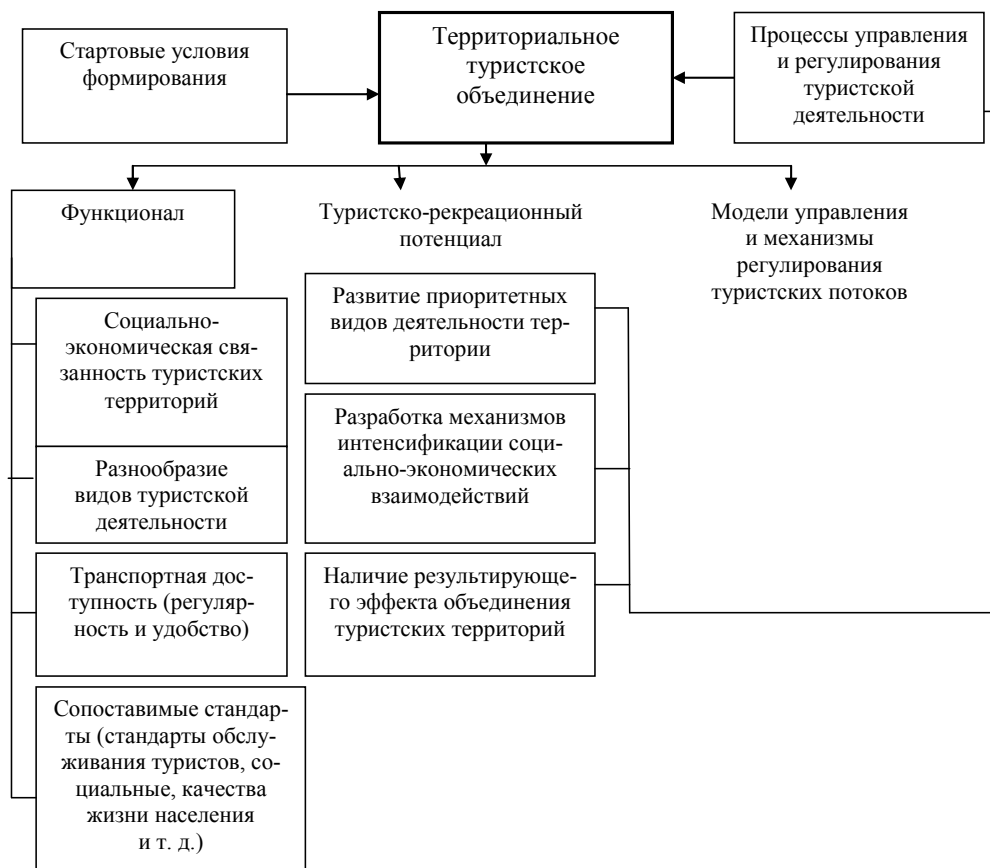 Стартовые условия
формирования
Территориальное
туристское
объединение
Процессы управления
и регулирования
туристской
деятельности
Функционал
Туристско-рекреационный
потенциал
Модели управления
и механизмы
регулирования
туристских потоков
Социально-
экономическая свя-
занность туристских
территорий
Разнообразие
видов туристской
деятельности
Транспортная дос-
тупность (регуляр-
ность и удобство)
Сопоставимые стандар-
ты (стандарты обслу-
живания туристов, со-
циальные, качества
жизни населения
и т. д.)
Развитие приоритетных
видов деятельности тер-
ритории
Разработка механизмов
интенсификации соци-
ально-экономических
взаимодействий
Наличие результирующе-
го эффекта объединения
туристских территорий